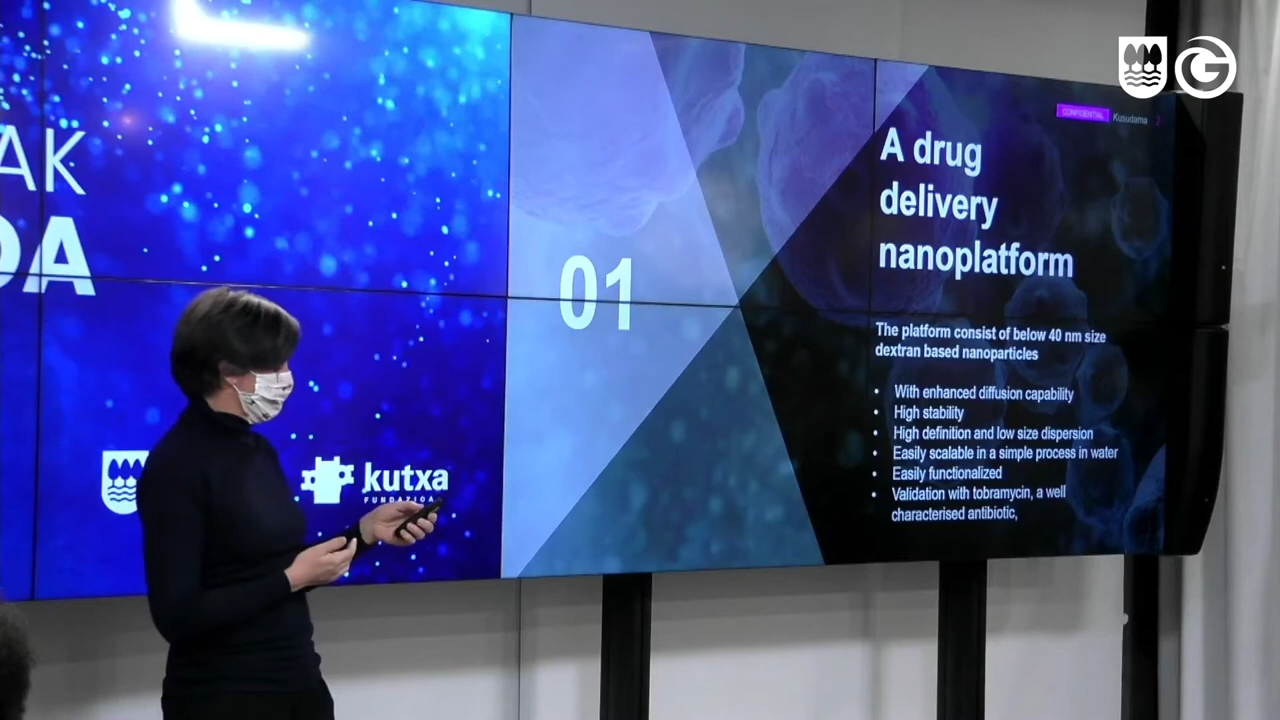 AK
DA
kutxa
FUNDAZIOA
01
CONFIDENTIAL Kusudama 2
A drug
delivery
nanoplatform
The platform consist of below 40 nm size
dextran based nanoparticles
• With enhanced diffusion capability
• High stability
• High definition and low size dispersion
• Easily scalable in a simple process in water
• Easily functionalized
• Validation with tobramycin, a well
characterised antibiotic,
G